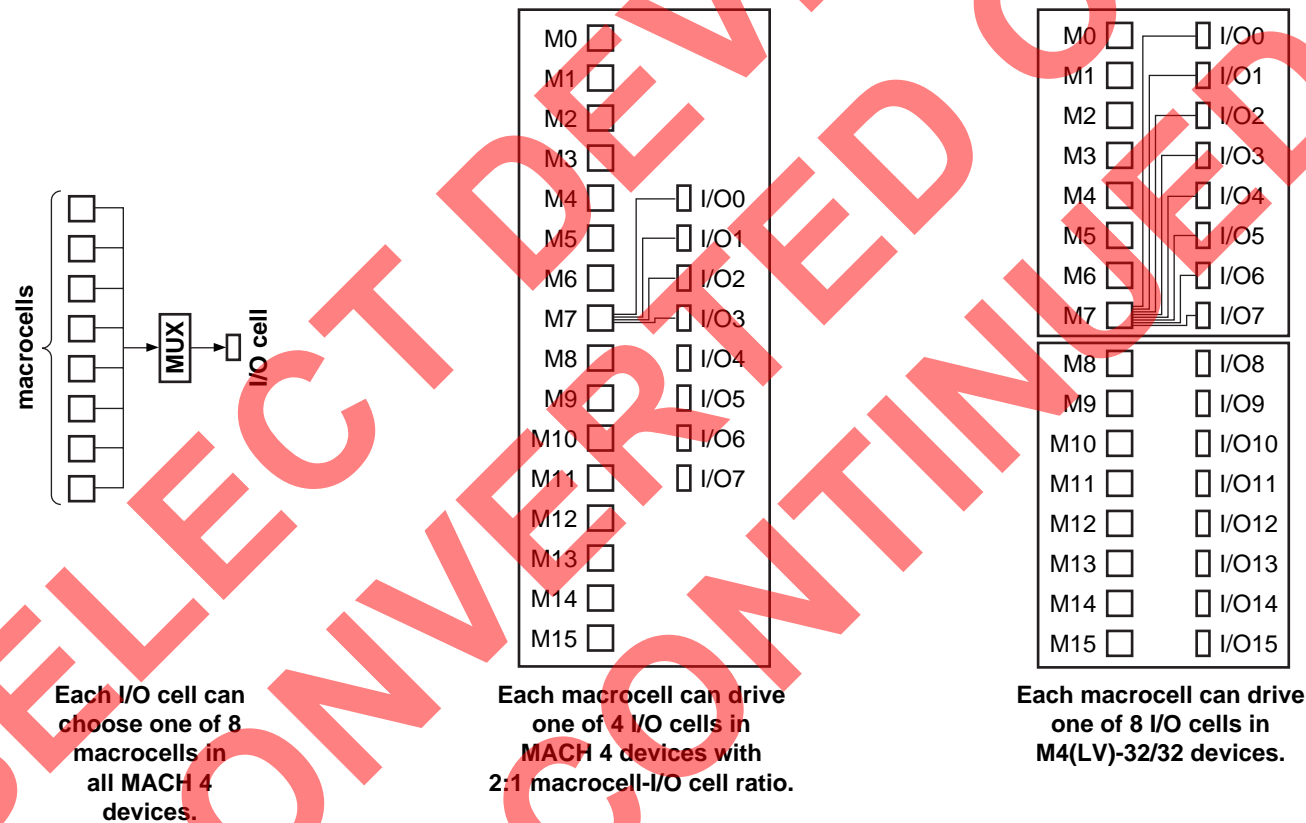 macrocells
MUX
I/O cell
Each I/O cell can
choose one of 8
macrocells in
all MACH 4
devices.
M0
M1
M2
M3
M4
M5
M6
M7
M8
M9
M10
M11
M12
M13
M14
M15
I/O0
I/O1
I/O2
I/O3
I/O4
I/O5
I/O6
I/O7
Each macrocell can drive
one of 4 I/O cells in
MACH 4 devices with
2:1 macrocell-I/O cell ratio.
M0
M1
M2
M3
M4
M5
M6
M7
I/O0
I/O1
I/O2
I/O3
I/O4
I/O5
I/O6
I/O7
M8
M9
M10
M11
M12
M13
M14
M15
I/O8
I/O9
I/O10
I/O11
I/O12
I/O13
I/O14
I/O15
Each macrocell can drive
one of 8 I/O cells in
M4(LV)-32/32 devices.
SELECT DEV
CONVERTED O
CONTINUED